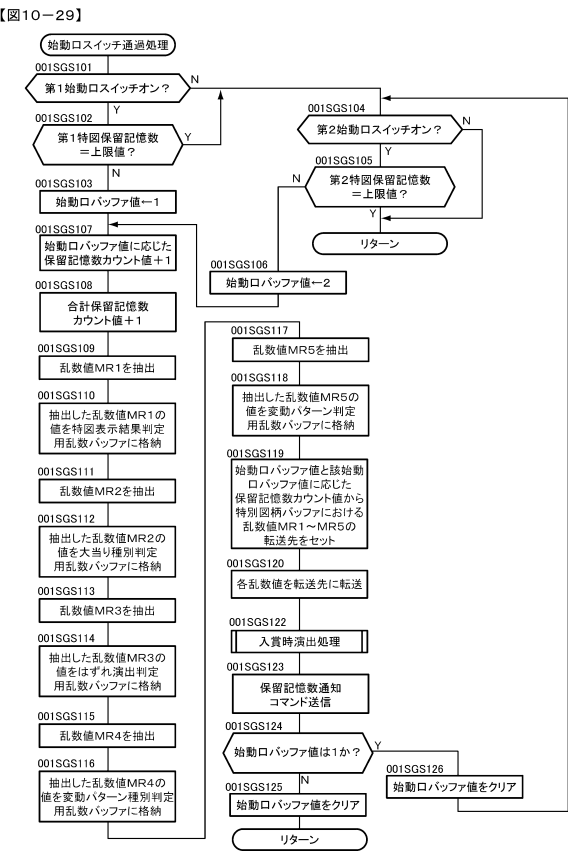 【図10-29】
始動口スイッチ通過処理
001SGS101
第1始動口スイッチオン?
N
Y
001SGS102
第1特図保留記憶数
=上限値?
Y
N
001SGS103
始動口バッファ値←1
001SGS104
第2始動口スイッチオン?
N
Y
001SGS105
第2特図保留記憶数
=上限値?
N
Y
リターン
001SGS106
始動口バッファ値←2
001SGS107
始動口バッファ値に応じた
保留記憶数カウント値+1
001SGS108
合計保留記憶数
カウント値+1
001SGS109
乱数値MR1を抽出
001SGS110
抽出した乱数値MR1の
値を特図表示結果判定
用乱数バッファに格納
001SGS111
乱数値MR2を抽出
001SGS112
抽出した乱数値MR2の
値を大当り種別判定
用乱数バッファに格納
001SGS113
乱数値MR3を抽出
001SGS114
抽出した乱数値MR3の
値をはずれ演出判定
用乱数バッファに格納
001SGS115
乱数値MR4を抽出
001SGS116
抽出した乱数値MR4の
値を変動パターン種別判定
用乱数バッファに格納
001SGS117
乱数値MR5を抽出
001SGS118
抽出した乱数値MR5の
値を変動パターン判定
用乱数バッファに格納
001SGS119
始動口バッファ値と該始動
口バッファ値に応じた
保留記憶数カウント値から
特別図柄バッファにおける
乱数値MR1~MR5の
転送先をセット
001SGS120
各乱数値を転送先に転送
001SGS122
入賞時演出処理
001SGS123
保留記憶数通知
コマンド送信
001SGS124
始動口バッファ値は1か?
Y
N
001SGS125
始動口バッファ値をクリア
001SGS126
始動口バッファ値をクリア
リターン